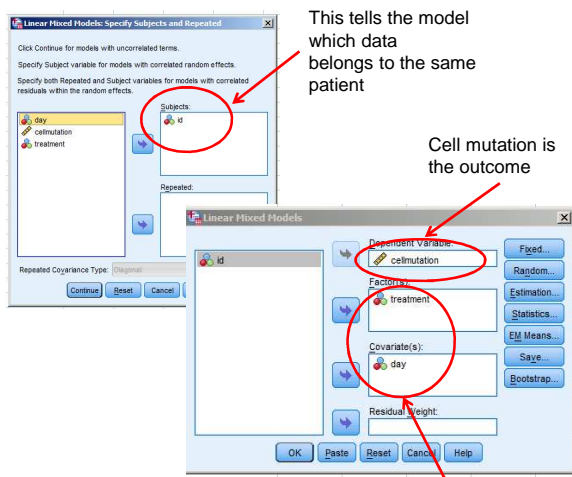 Linear Mixed Models: Specify Subjects and Repeated
Click Continue for models with uncorrelated terms.
Specify Subject variable for models with correlated random effects.
Specify both Repeated and Subject variables for models with correlated
residuals within the random effects.
day
cellmutation
treatment
Subjects:
id
Repeated:
Repeated Covariance Type: Diagonal
Continue
Reset
Cancel
This tells the model
which data
belongs to the same
patient
Cell mutation is
the outcome
Linear Mixed Models
id
Dependent Variable:
cellmutation
Factor(s):
treatment
Covariate(s):
day
Residual Weight:
Fixed...
Random...
Estimation...
Statistics...
EM Means...
Save...
Bootstrap...
OK
Paste
Reset
Cancel
Help